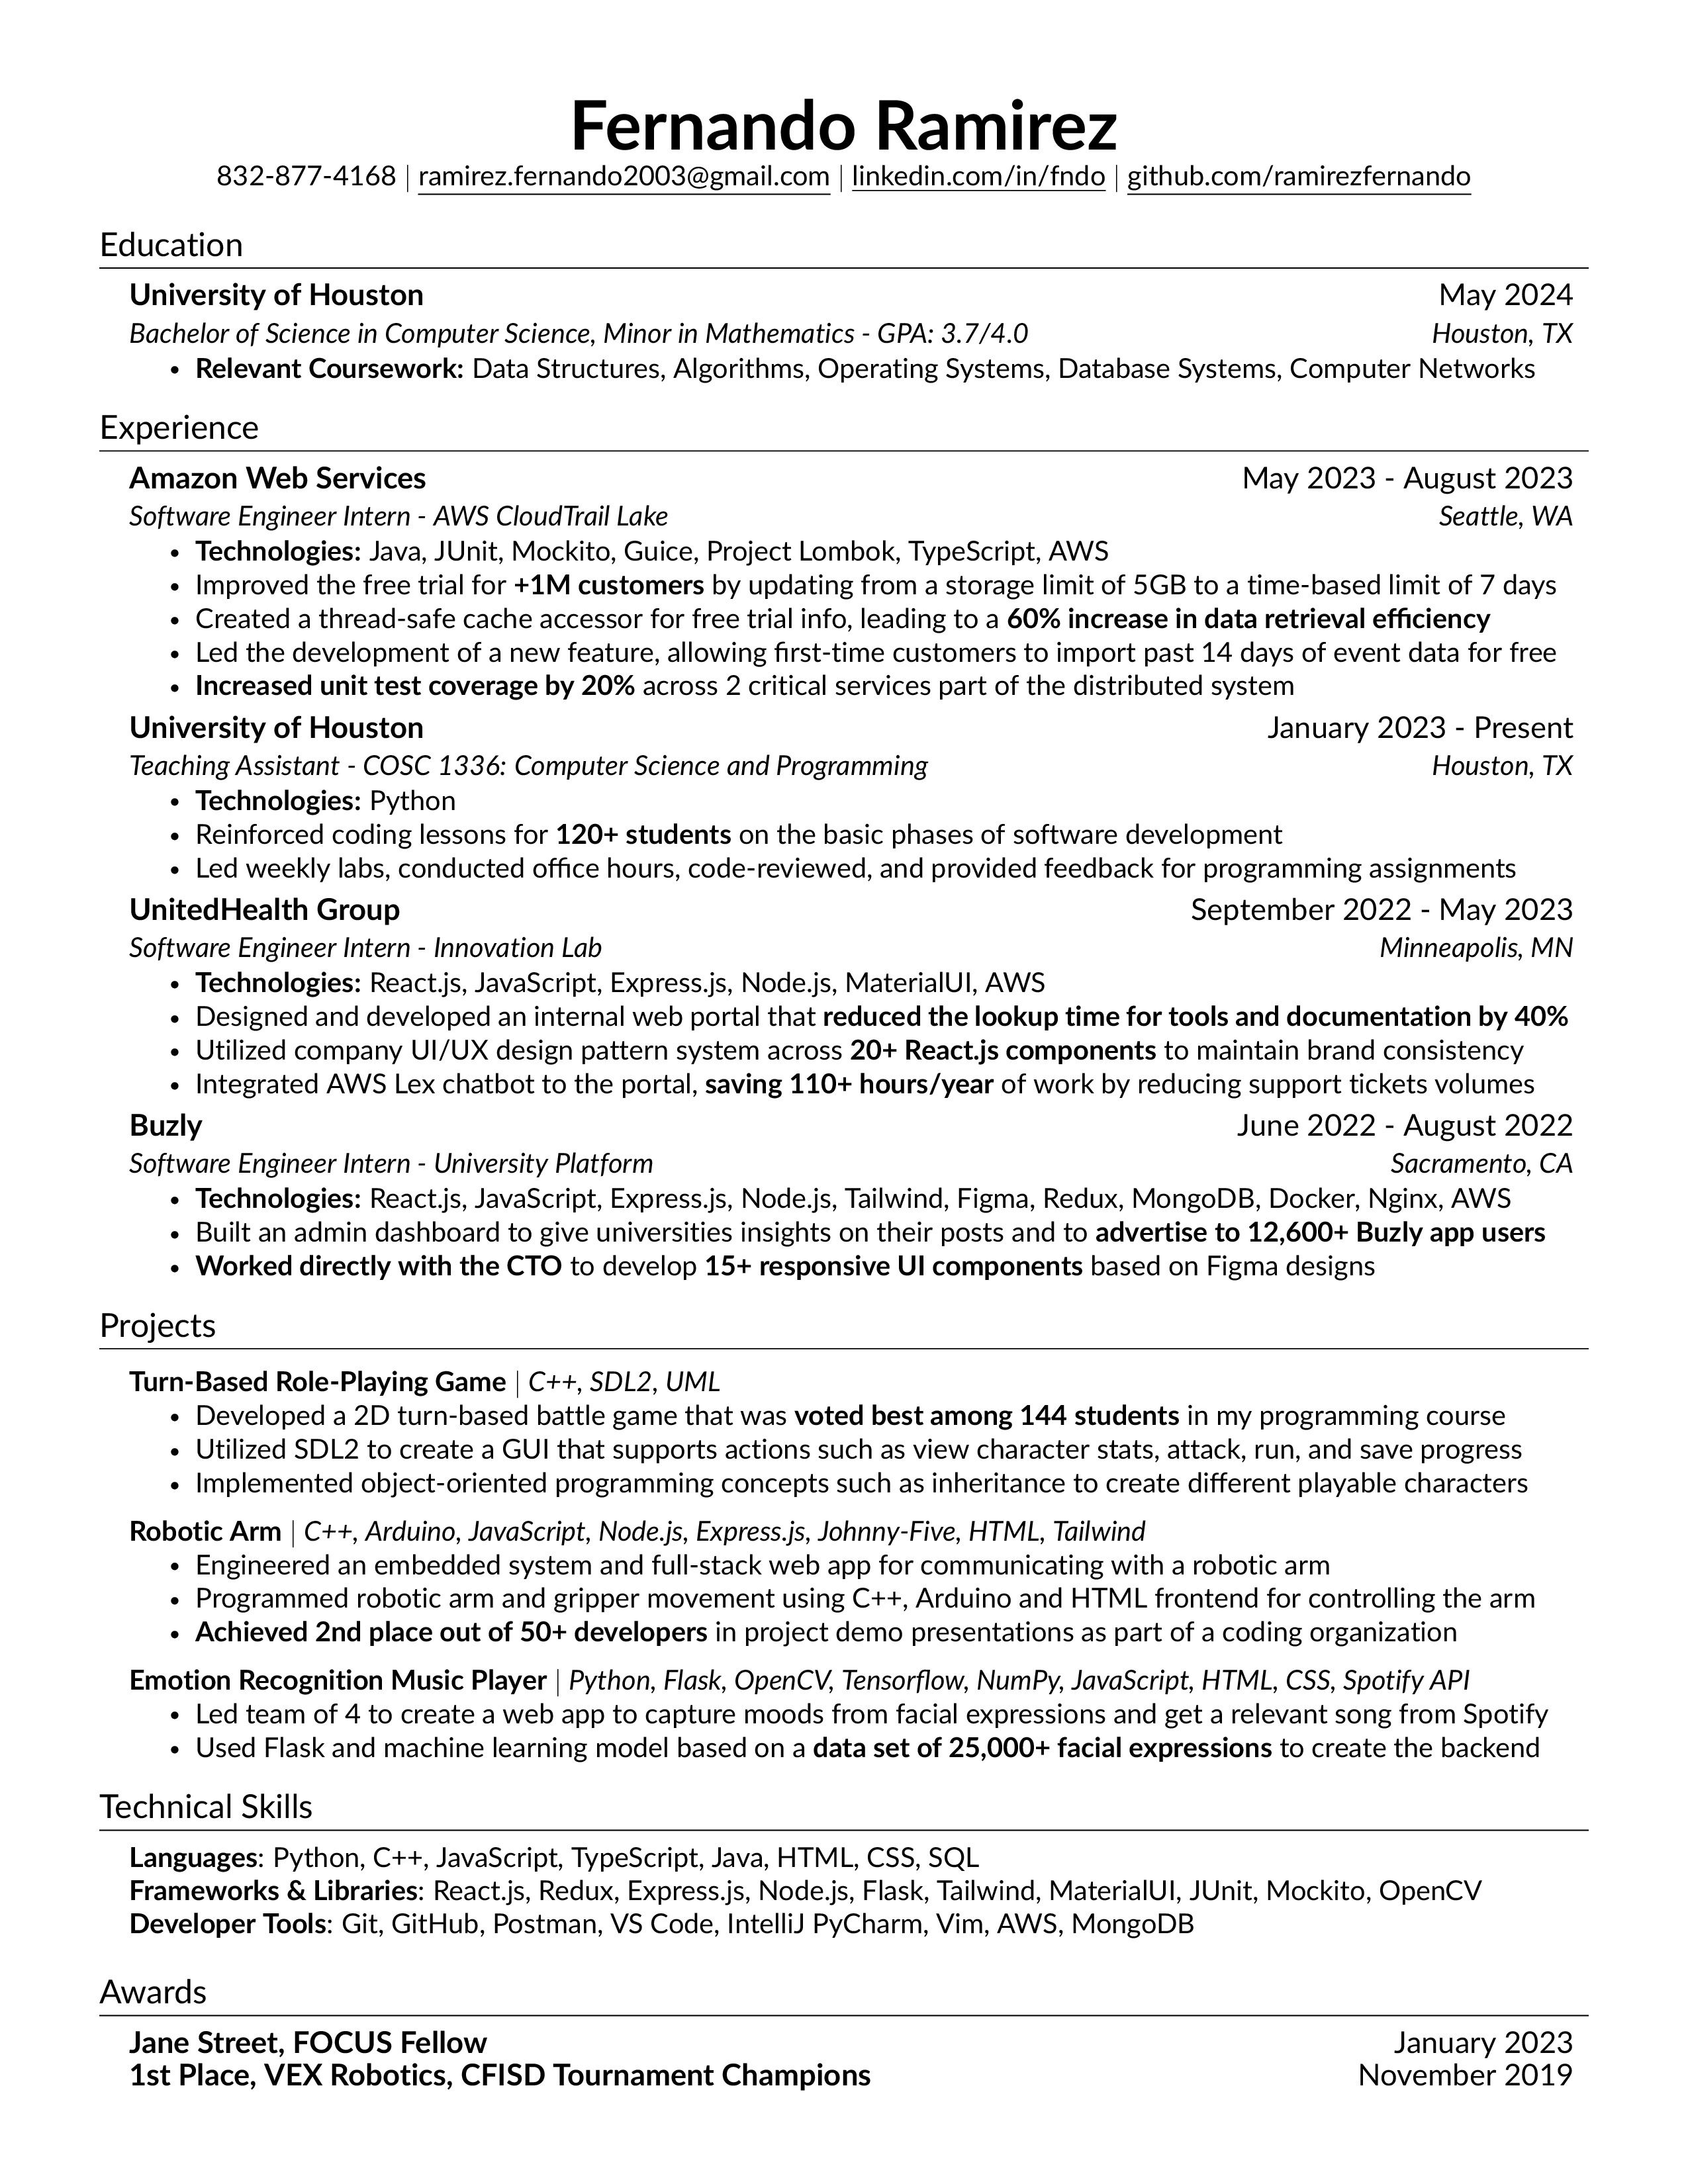 Fernando Ramirez
832-877-4168 | ramirez.fernando2003@gmail.com | linkedin.com/in/fndo | github.com/ramirezfernando
Education
University of Houston May 2024
Bachelor of Science in Computer Science, Minor in Mathematics - GPA: 3.7/4.0 Houston, TX
• Relevant Coursework: Data Structures, Algorithms, Operating Systems, Database Systems, Computer Networks
Experience
Amazon Web Services May 2023 - August 2023
Software Engineer Intern - AWS CloudTrail Lake Seattle, WA
• Technologies: Java, JUnit, Mockito, Guice, Project Lombok, TypeScript, AWS
• Improved the free trial for +1M customers by updating from a storage limit of 5GB to a time-based limit of 7 days
• Created a thread-safe cache accessor for free trial info, leading to a 60% increase in data retrieval efficiency
• Led the development of a new feature, allowing first-time customers to import past 14 days of event data for free
• Increased unit test coverage by 20% across 2 critical services part of the distributed system
University of Houston January 2023 - Present
Teaching Assistant - COSC 1336: Computer Science and Programming Houston, TX
• Technologies: Python
• Reinforced coding lessons for 120+ students on the basic phases of software development
• Led weekly labs, conducted office hours, code-reviewed, and provided feedback for programming assignments
UnitedHealth Group September 2022 - May 2023
Software Engineer Intern - Innovation Lab Minneapolis, MN
• Technologies: React.js, JavaScript, Express.js, Node.js, MaterialUI, AWS
• Designed and developed an internal web portal that reduced the lookup time for tools and documentation by 40%
• Utilized company UI/UX design pattern system across 20+ React.js components to maintain brand consistency
• Integrated AWS Lex chatbot to the portal, saving 110+ hours/year of work by reducing support tickets volumes
Buzly June 2022 - August 2022
Software Engineer Intern - University Platform Sacramento, CA
• Technologies: React.js, JavaScript, Express.js, Node.js, Tailwind, Figma, Redux, MongoDB, Docker, Nginx, AWS
• Built an admin dashboard to give universities insights on their posts and to advertise to 12,600+ Buzly app users
• Worked directly with the CTO to develop 15+ responsive UI components based on Figma designs
Projects
Turn-Based Role-Playing Game | C++, SDL2, UML
• Developed a 2D turn-based battle game that was voted best among 144 students in my programming course
• Utilized SDL2 to create a GUI that supports actions such as view character stats, attack, run, and save progress
• Implemented object-oriented programming concepts such as inheritance to create different playable characters
Robotic Arm | C++, Arduino, JavaScript, Node.js, Express.js, Johnny-Five, HTML, Tailwind
• Engineered an embedded system and full-stack web app for communicating with a robotic arm
• Programmed robotic arm and gripper movement using C++, Arduino and HTML frontend for controlling the arm
• Achieved 2nd place out of 50+ developers in project demo presentations as part of a coding organization
Emotion Recognition Music Player | Python, Flask, OpenCV, Tensorflow, NumPy, JavaScript, HTML, CSS, Spotify API
• Led team of 4 to create a web app to capture moods from facial expressions and get a relevant song from Spotify
• Used Flask and machine learning model based on a data set of 25,000+ facial expressions to create the backend
Technical Skills
Languages: Python, C++, JavaScript, TypeScript, Java, HTML, CSS, SQL
Frameworks & Libraries: React.js, Redux, Express.js, Node.js, Flask, Tailwind, MaterialUI, JUnit, Mockito, OpenCV
Developer Tools: Git, GitHub, Postman, VS Code, IntelliJ PyCharm, Vim, AWS, MongoDB
Awards
Jane Street, FOCUS Fellow January 2023
1st Place, VEX Robotics, CFISD Tournament Champions November 2019